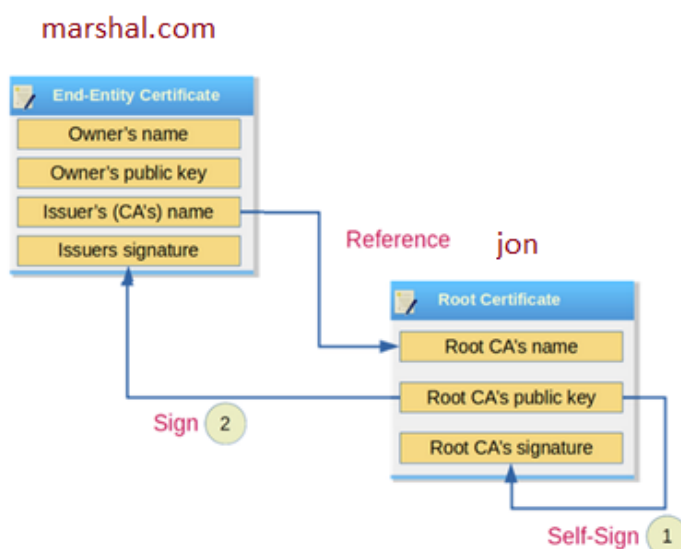 marshal.com
End-Entity Certificate
Owner's name
Owner's public key
Issuer's (CA's) name
Issuers signature
Reference
jon
Root Certificate
Root CA's name
Root CA's public key
Root CA's signature
Sign 2
Self-Sign 1